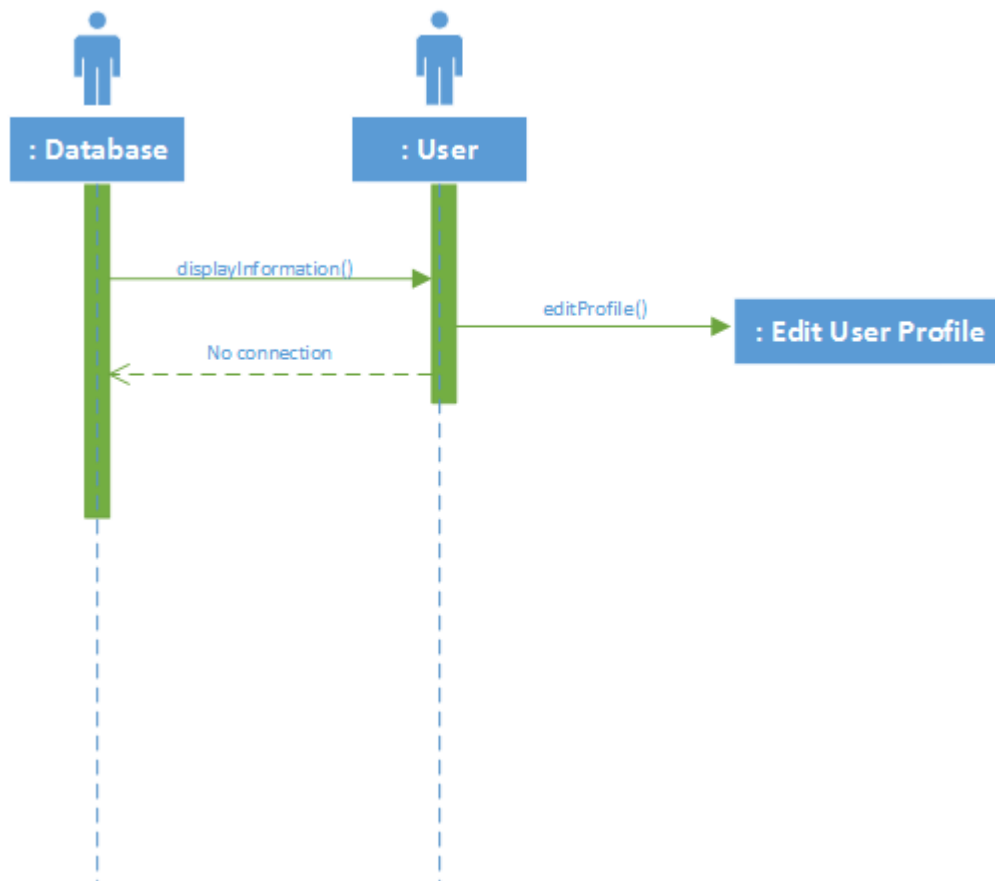 : Database
: User
displayInformation()
editProfile()
: Edit User Profile
No connection